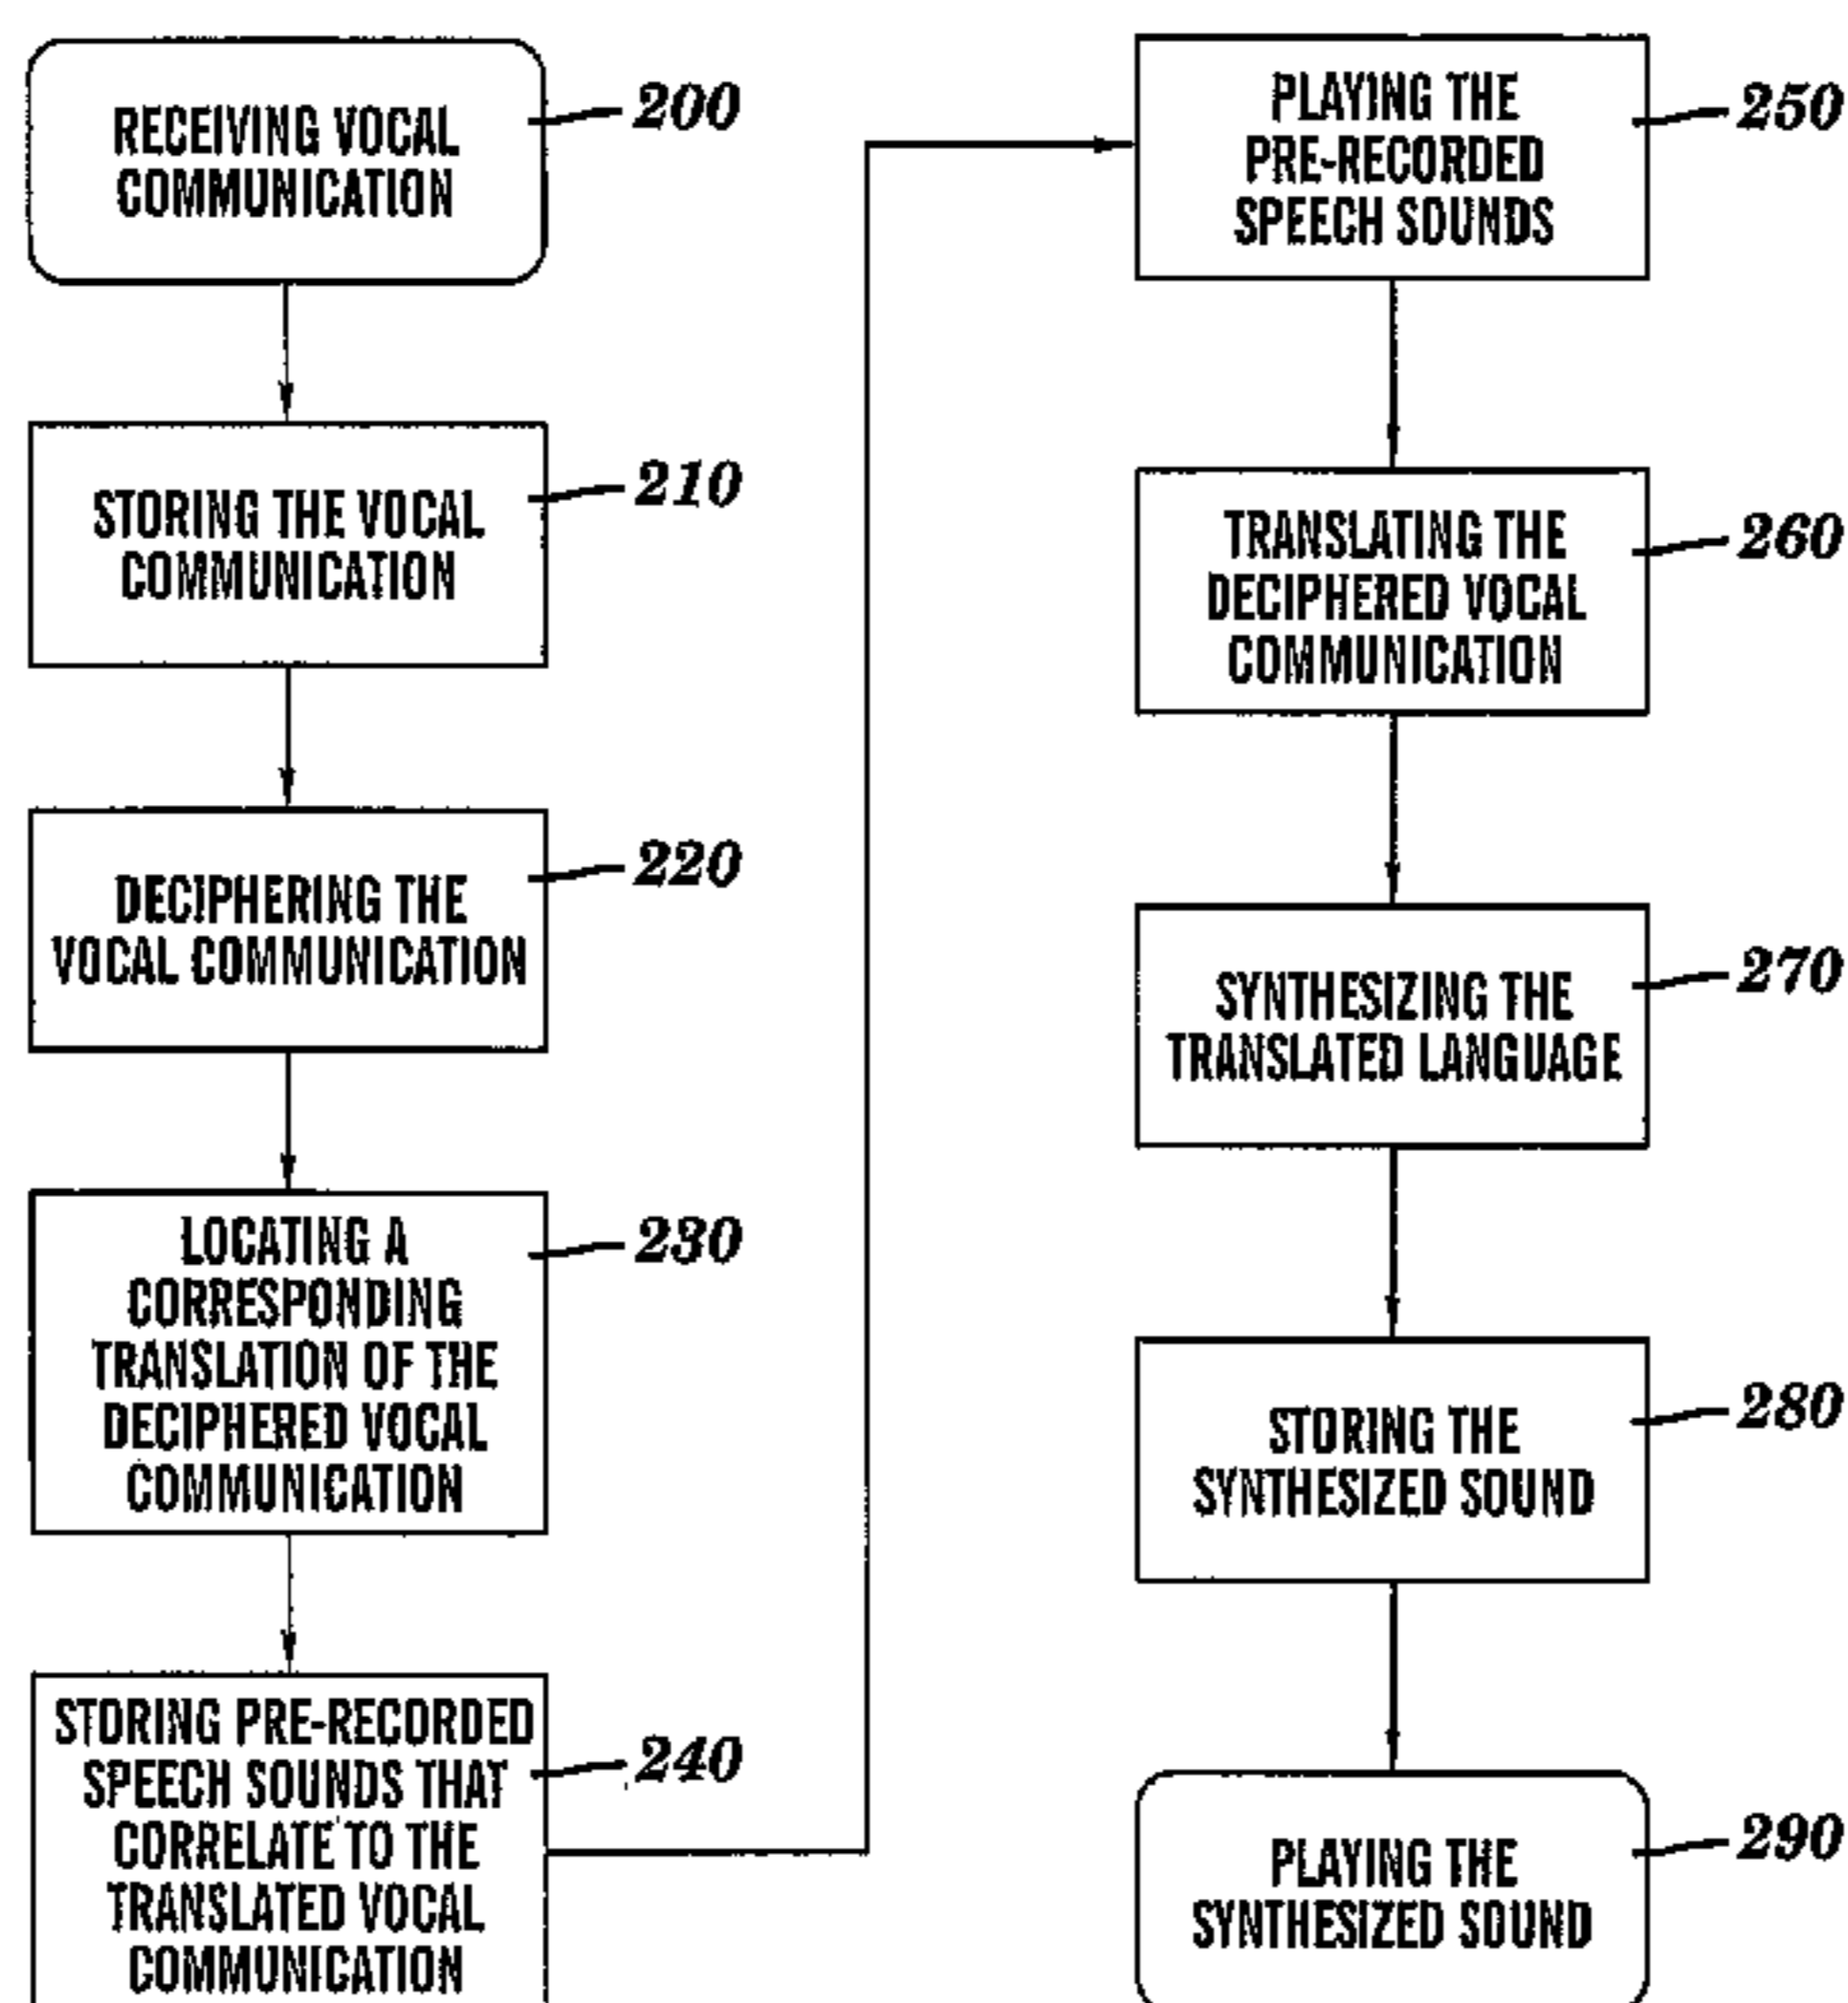 RECEIVING VOCAL
COMMUNICATION
200
STORING THE VOCAL
COMMUNICATION
210
DECIPHERING THE
VOCAL COMMUNICATION
220
LOCATING A
CORRESPONDING
TRANSLATION OF THE
DECIPHERED VOCAL
COMMUNICATION
230
STORING PRE-RECORDED
SPEECH SOUNDS THAT
CORRELATE TO THE
TRANSLATED VOCAL
COMMUNICATION
240
PLAYING THE
PRE-RECORDED
SPEECH SOUNDS
250
TRANSLATING THE
DECIPHERED VOCAL
COMMUNICATION
260
SYNTHESIZING THE
TRANSLATED LANGUAGE
270
STORING THE
SYNTHESIZED SOUND
280
PLAYING THE
SYNTHESIZED SOUND
290